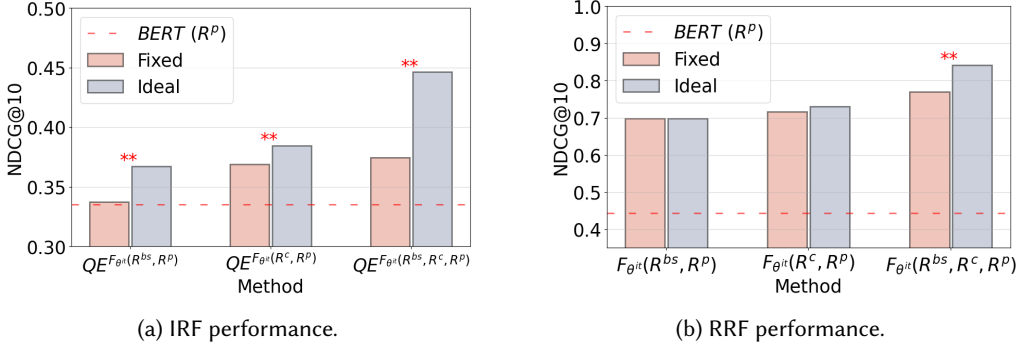 0.50
0.45
0.40
0.35
0.30
NDCG@10
BERT (R^p)
Fixed
Ideal
**
**
**
QE^{F_{θ^{it}}(R^{bs}, R^p)}
QE^{F_{θ^{it}}(R^c, R^p)}
QE^{F_{θ^{it}}(R^{bs}, R^c, R^p)}
Method
(a) IRF performance.
1.0
0.9
0.8
0.7
0.6
0.5
0.4
NDCG@10
BERT (R^p)
Fixed
Ideal
**
F_{θ^{it}}(R^{bs}, R^p)
F_{θ^{it}}(R^c, R^p)
F_{θ^{it}}(R^{bs}, R^c, R^p)
Method
(b) RRF performance.